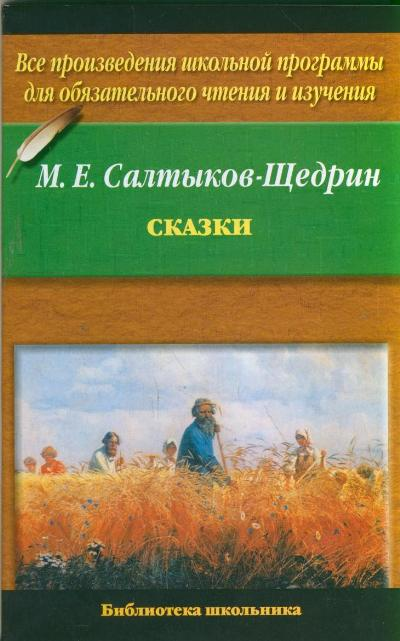 Все произведения школьной программы
для обязательного чтения и изучения
М. Е. Салтыков-Щедрин
СКАЗКИ
Библиотека школьника